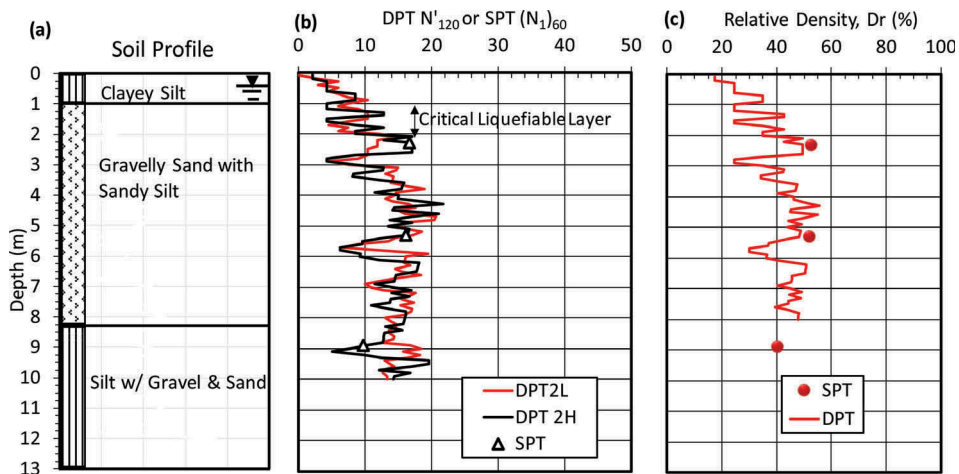 (a)
Soil Profile
Depth (m)
0
1
2
3
4
5
6
7
8
9
10
11
12
13
Clayey Silt
Gravelly Sand with
Sandy Silt
Silt w/ Gravel & Sand
(b)
DPT N'120 or SPT (N1)60
0 10 20 30 40 50
Critical Liquefiable Layer
DPT2L
DPT 2H
SPT
(c)
Relative Density, Dr (%)
0 20 40 60 80 100
SPT
DPT